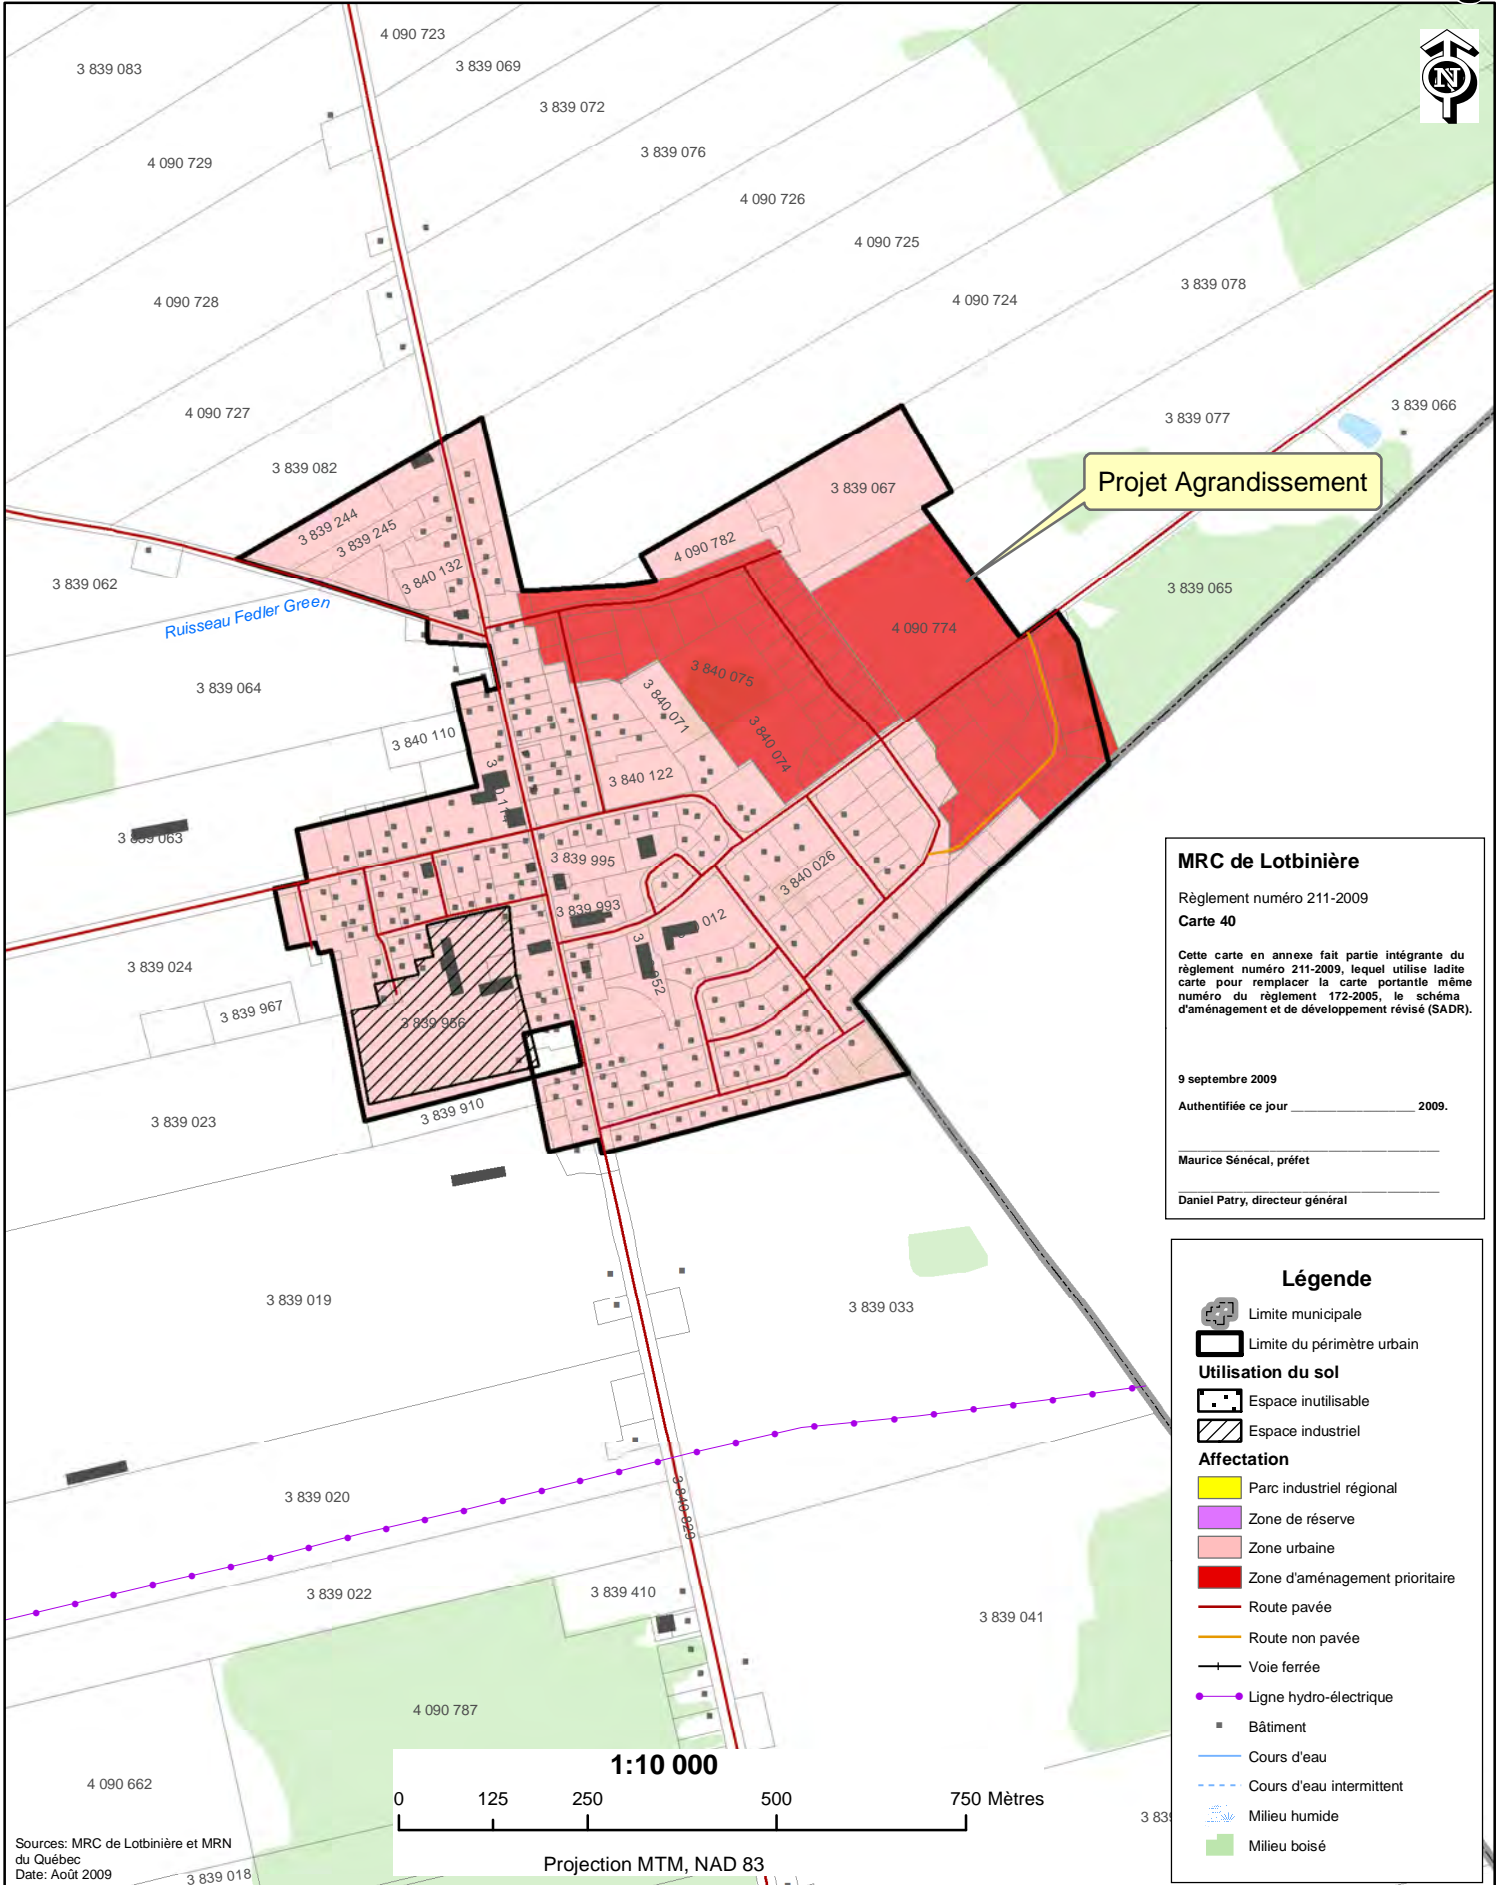 4 090 723
3 839 083
3 839 069
3 839 072
3 839 076
4 090 729
4 090 726
4 090 725
3 839 078
4 090 728
4 090 724
4 090 727
3 839 077
3 839 066
3 839 082
Projet Agrandissement
3 839 067
3 839 244
3 839 245
4 090 782
3 840 132
3 839 062
3 839 065
Ruisseau Fedler Green
4 090 774
3 840 075
3 839 064
3 840 071
3 840 110
3 840 074
3 840 122
3 839 063
3 839 995
3 840 026
3 839 993
012
3 839 024
3 839 967
3 839 956
3 839 910
3 839 023
MRC de Lotbinière
Règlement numéro 211-2009
Carte 40
Cette carte en annexe fait partie intégrante du
règlement numéro 211-2009, lequel utilise ladite
carte pour remplacer la carte portantle même
numéro du règlement 172-2005, le schéma
d'aménagement et de développement révisé (SADR).
9 septembre 2009
Authentifiée ce jour ____________________ 2009.
Maurice Sénécal, préfet
Daniel Patry, directeur général
3 839 019
3 839 033
3 839 020
3 840 829
3 839 022
3 839 410
3 839 041
4 090 787
4 090 662
3 839 018
Légende
Limite municipale
Limite du périmètre urbain
Utilisation du sol
Espace inutilisable
Espace industriel
Affectation
Parc industriel régional
Zone de réserve
Zone urbaine
Zone d'aménagement prioritaire
Route pavée
Route non pavée
Voie ferrée
Ligne hydro-électrique
Bâtiment
Cours d'eau
Cours d'eau intermittent
Milieu humide
Milieu boisé
1:10 000
0 125 250 500 750 Mètres
Projection MTM, NAD 83
Sources: MRC de Lotbinière et MRN
du Québec
Date: Août 2009